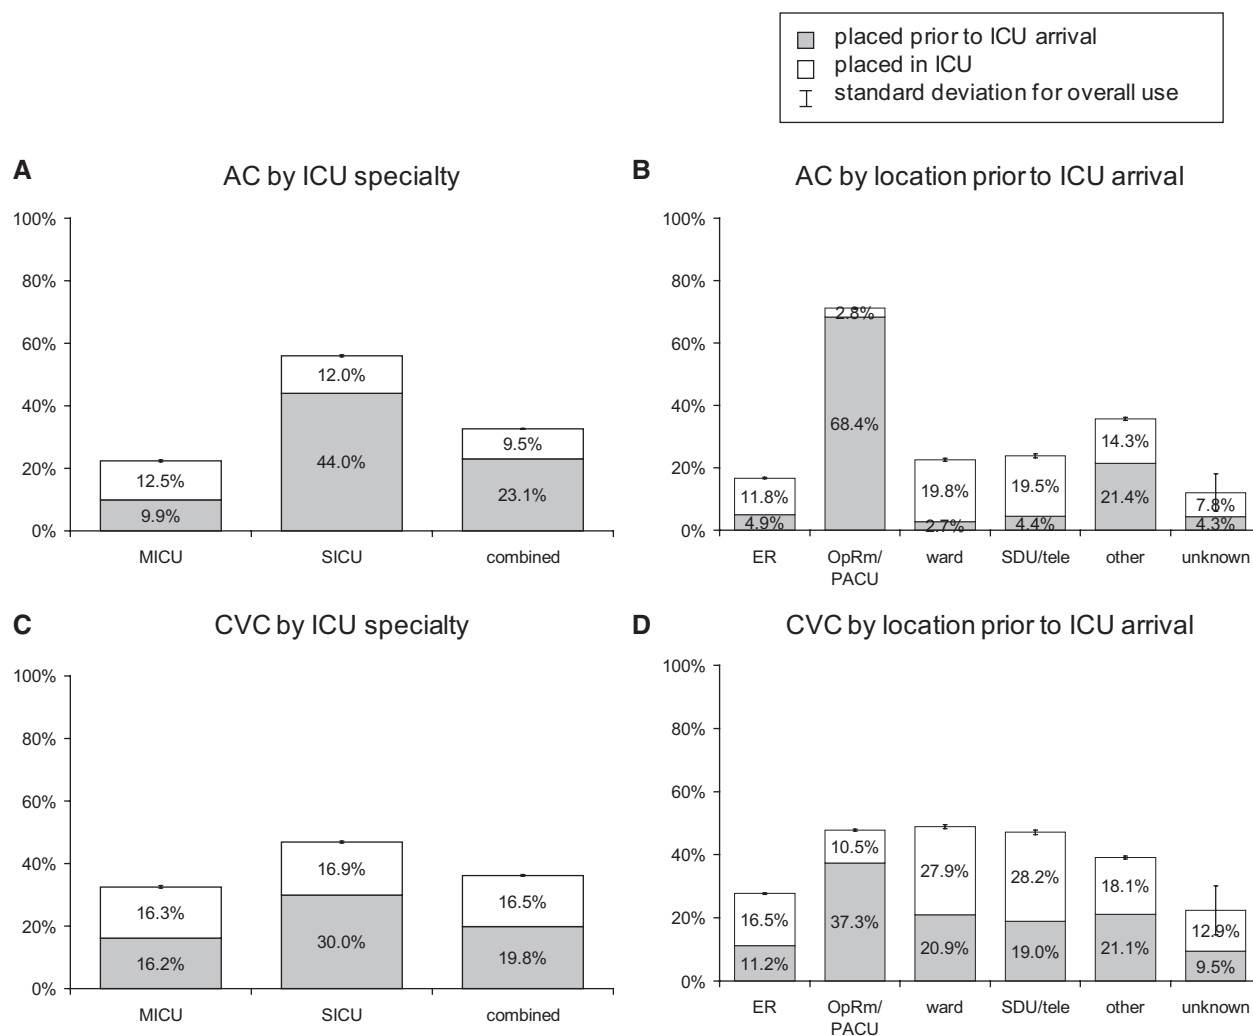 placed prior to ICU arrival
placed in ICU
standard deviation for overall use
A
AC by ICU specialty
100%
80%
60%
40%
20%
0%
12.5%
9.9%
12.0%
44.0%
9.5%
23.1%
MICU
SICU
combined
B
AC by location prior to ICU arrival
100%
80%
60%
40%
20%
0%
11.8%
4.9%
2.8%
68.4%
19.8%
2.7%
19.5%
4.4%
14.3%
21.4%
7.8%
4.3%
ER
OpRm/
PACU
ward
SDU/tele
other
unknown
C
CVC by ICU specialty
100%
80%
60%
40%
20%
0%
16.3%
16.2%
16.9%
30.0%
16.5%
19.8%
MICU
SICU
combined
D
CVC by location prior to ICU arrival
100%
80%
60%
40%
20%
0%
16.5%
11.2%
10.5%
37.3%
27.9%
20.9%
28.2%
19.0%
18.1%
21.1%
12.9%
9.5%
ER
OpRm/
PACU
ward
SDU/tele
other
unknown